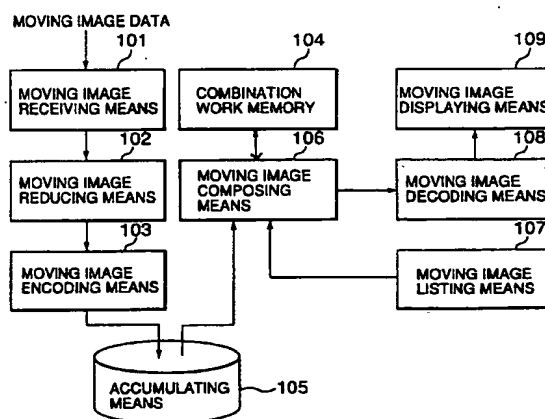 MOVING IMAGE DATA
101
MOVING IMAGE
RECEIVING MEANS
102
MOVING IMAGE
REDUCING MEANS
103
MOVING IMAGE
ENCODING MEANS
104
COMBINATION
WORK MEMORY
106
MOVING IMAGE
COMPOSING
MEANS
109
MOVING IMAGE
DISPLAYING MEANS
108
MOVING IMAGE
DECODING MEANS
107
MOVING IMAGE
LISTING MEANS
ACCUMULATING
MEANS
105